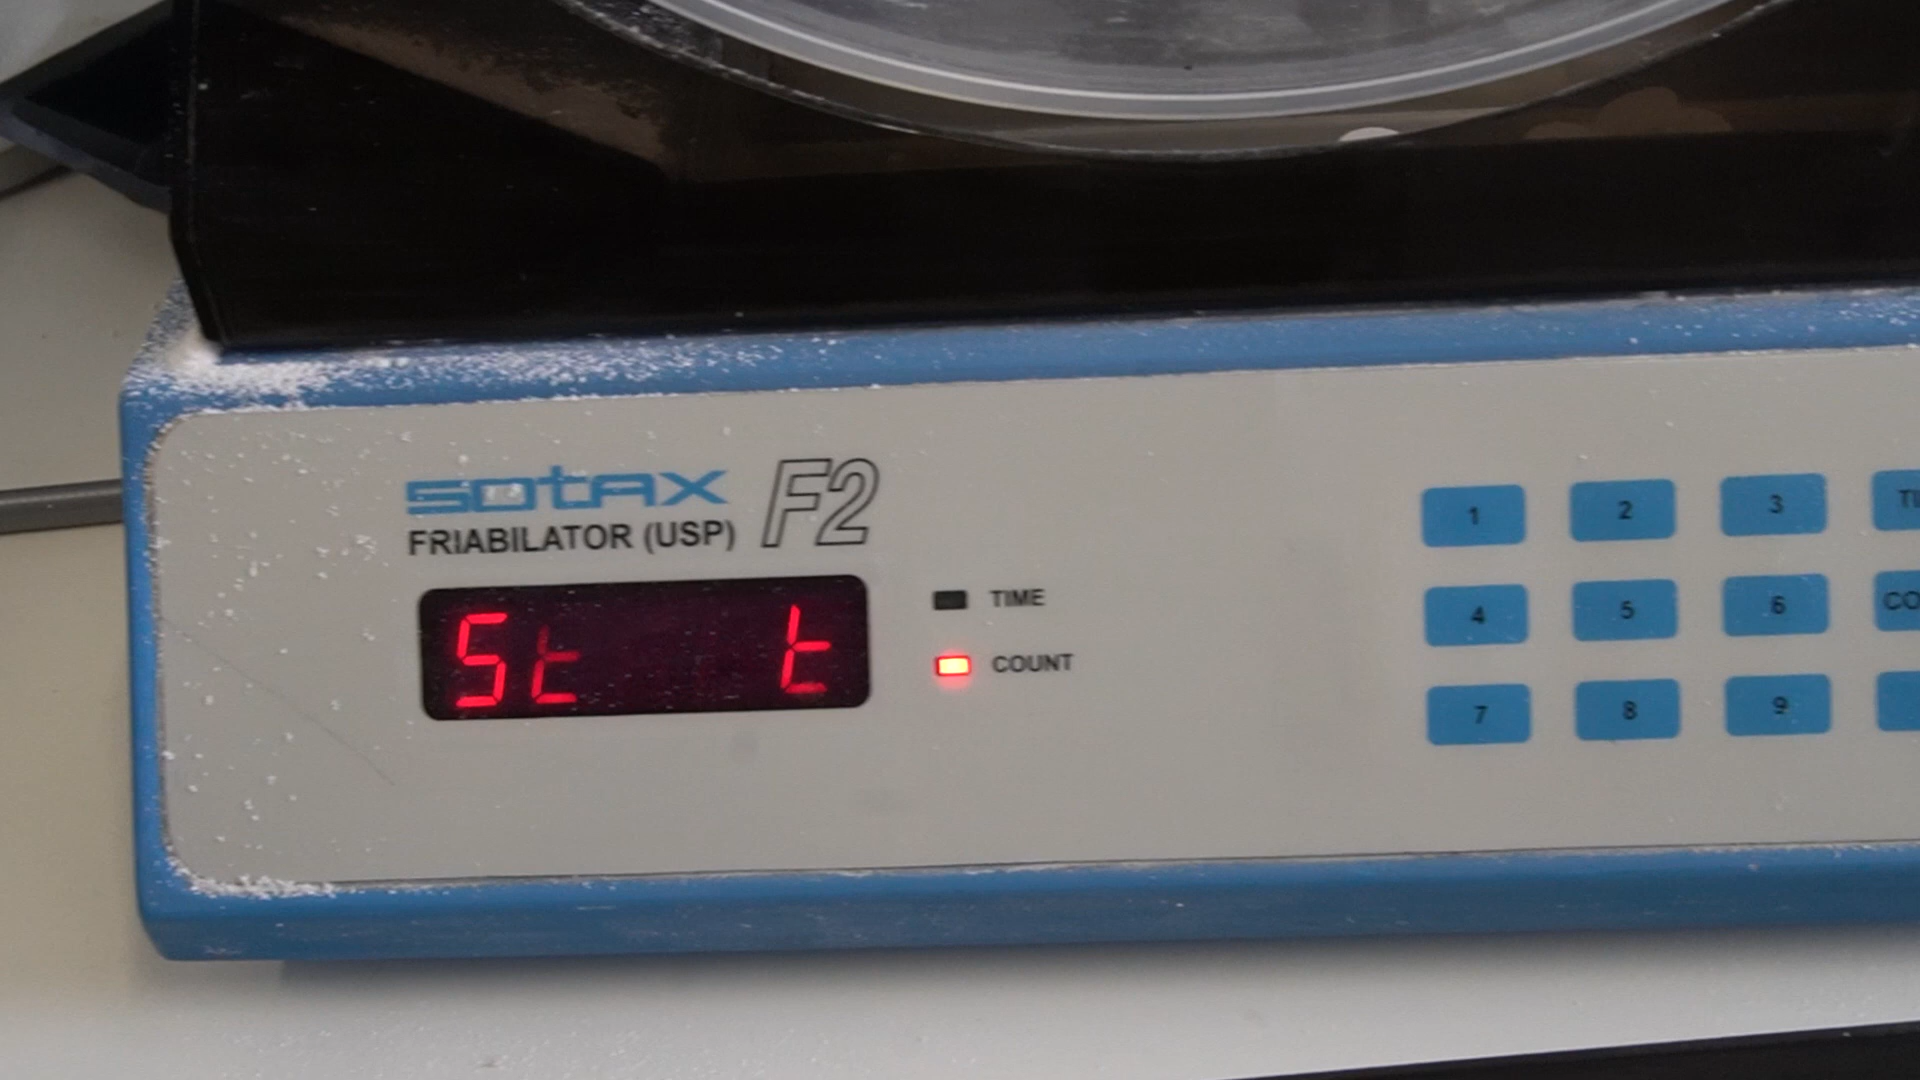 sotax F2
FRIABILATOR (USP)
St t
TIME
COUNT
1 2 3
4 5 6
7 8 9